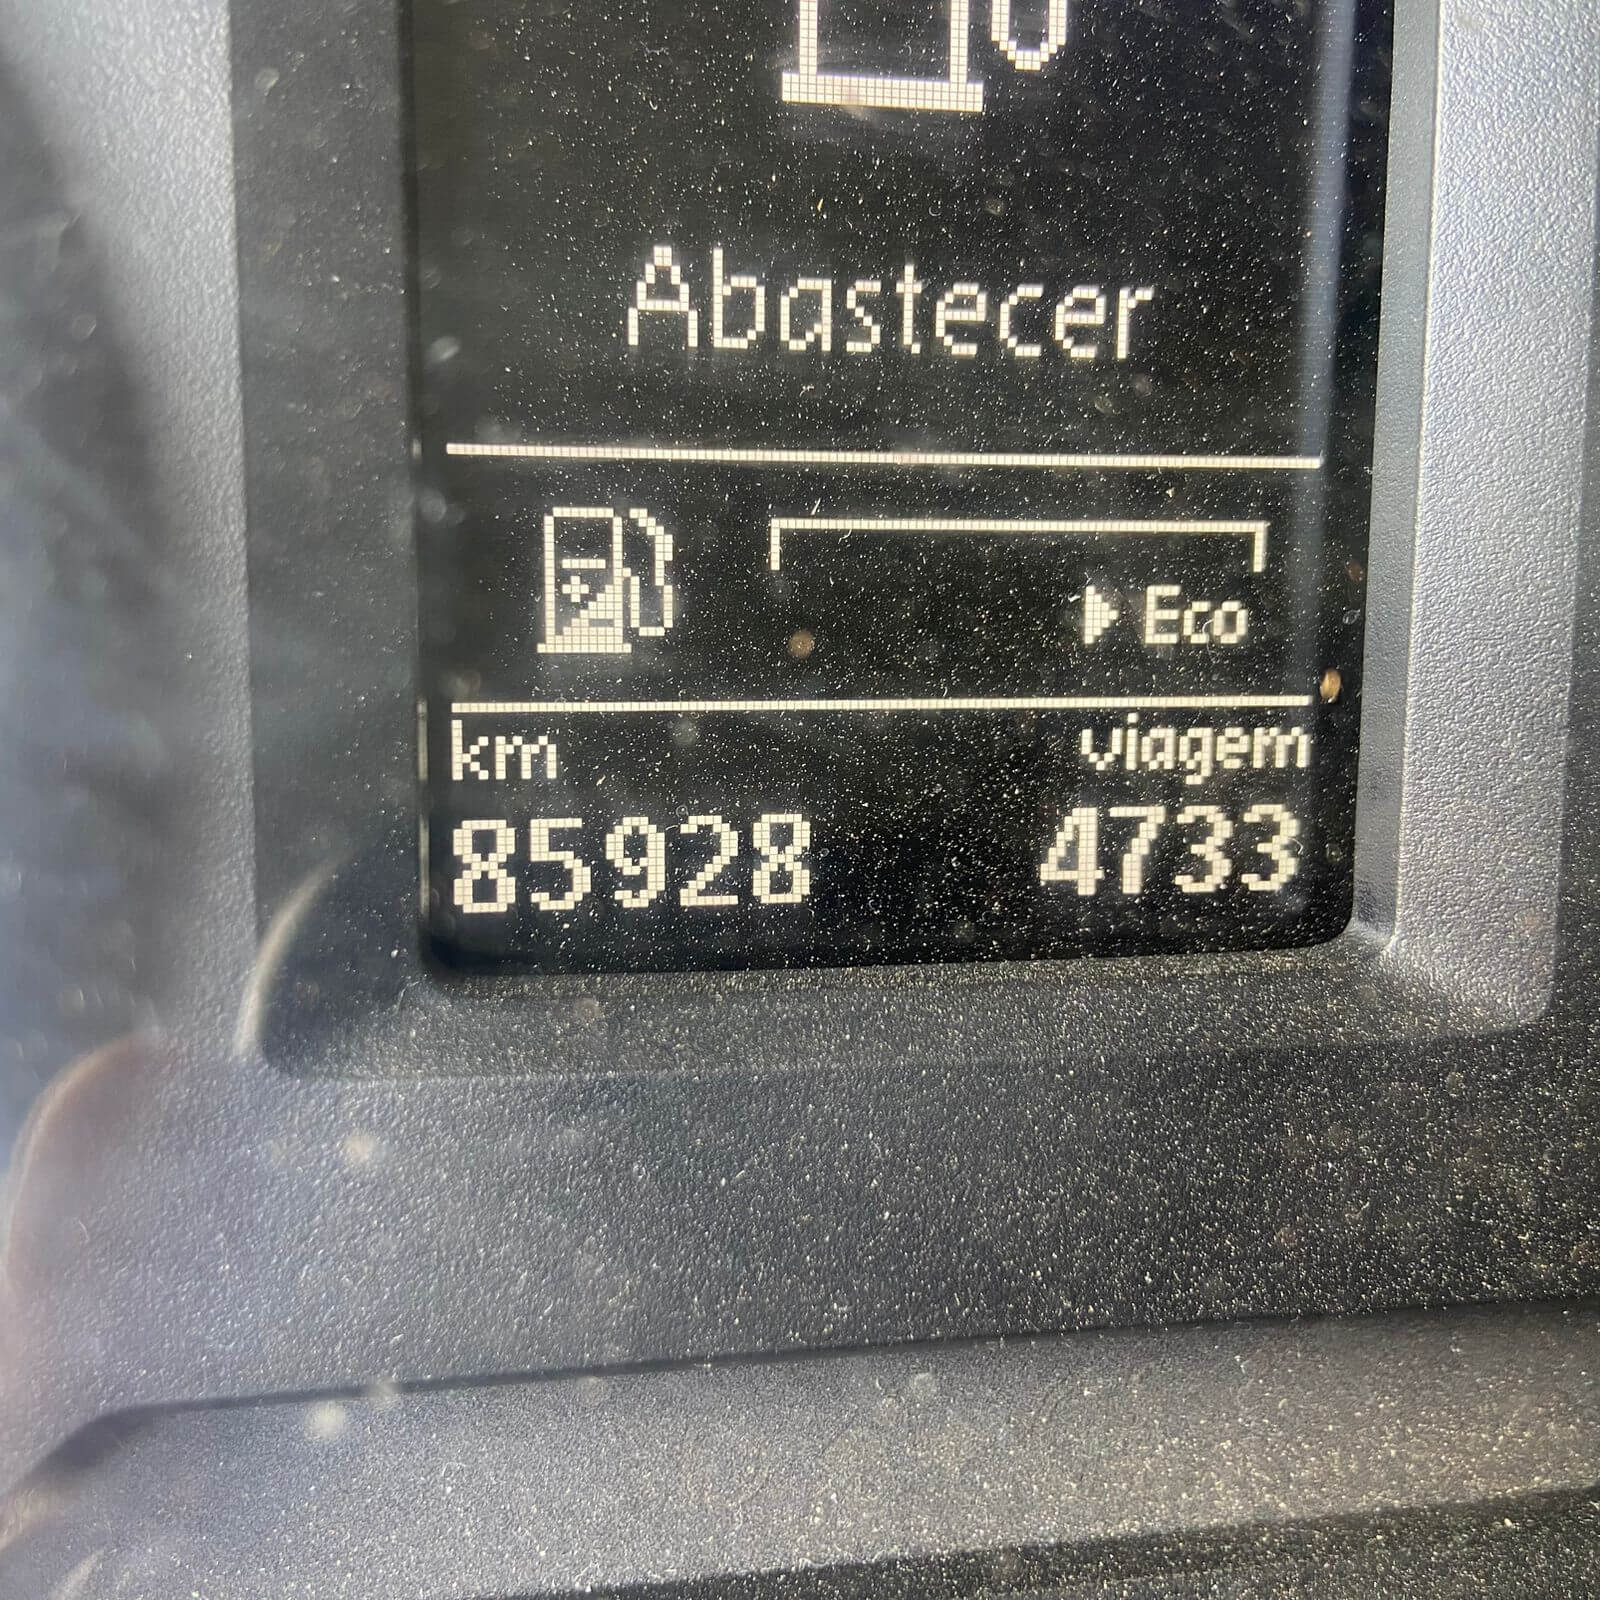 Abastecer
Eco
km viagem
85928 4733